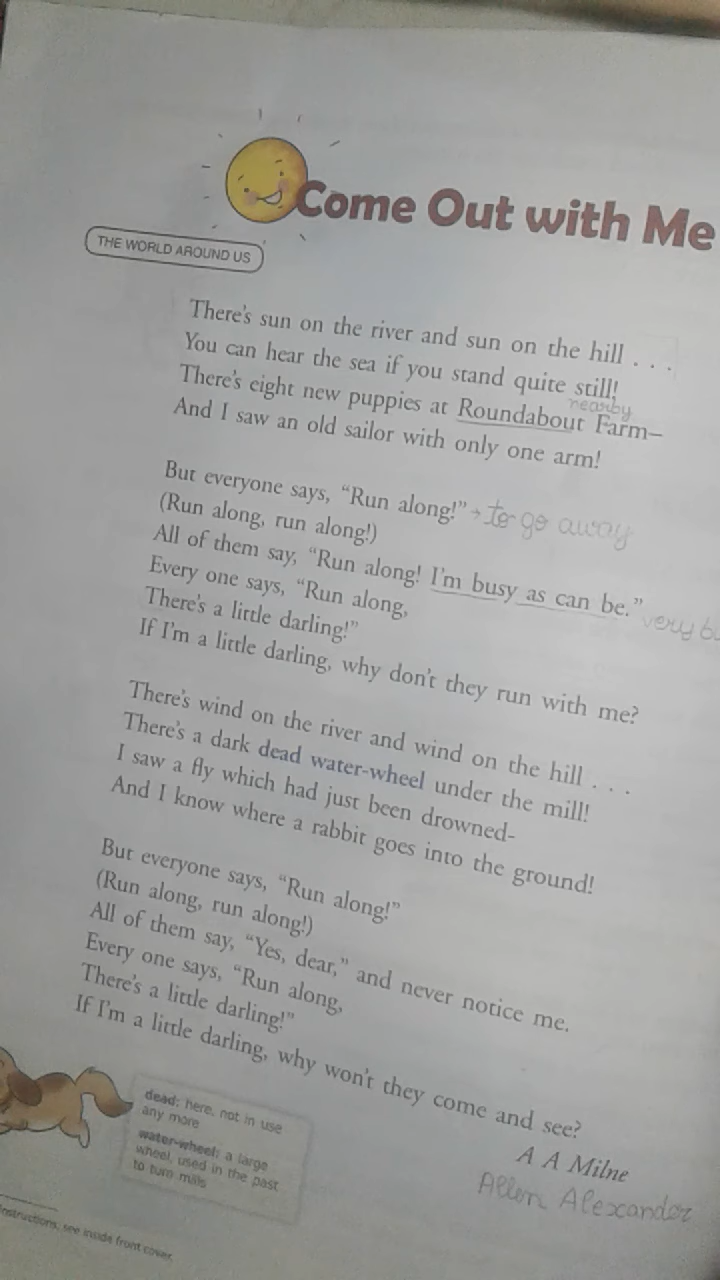 Come Out with Me
THE WORLD AROUND US
There's sun on the river and sun on the hill . . .
You can hear the sea if you stand quite still!
nearby
There's eight new puppies at Roundabout Farm–
And I saw an old sailor with only one arm!
But everyone says, "Run along!" → to go away
(Run along, run along!)
All of them say, "Run along! I'm busy as can be."
very
Every one says, "Run along,
There's a little darling!"
If I'm a little darling, why don't they run with me?
There's wind on the river and wind on the hill . . .
There's a dark dead water-wheel under the mill!
I saw a fly which had just been drowned-
And I know where a rabbit goes into the ground!
But everyone says, "Run along!"
(Run along, run along!)
All of them say, "Yes, dear," and never notice me.
Every one says, "Run along,
There's a little darling!"
If I'm a little darling, why won't they come and see?
A A Milne
Allen Alexander
dead: here, not in use
any more
water-wheel: a large
wheel, used in the past
to turn mills
instructions, see inside front cover.